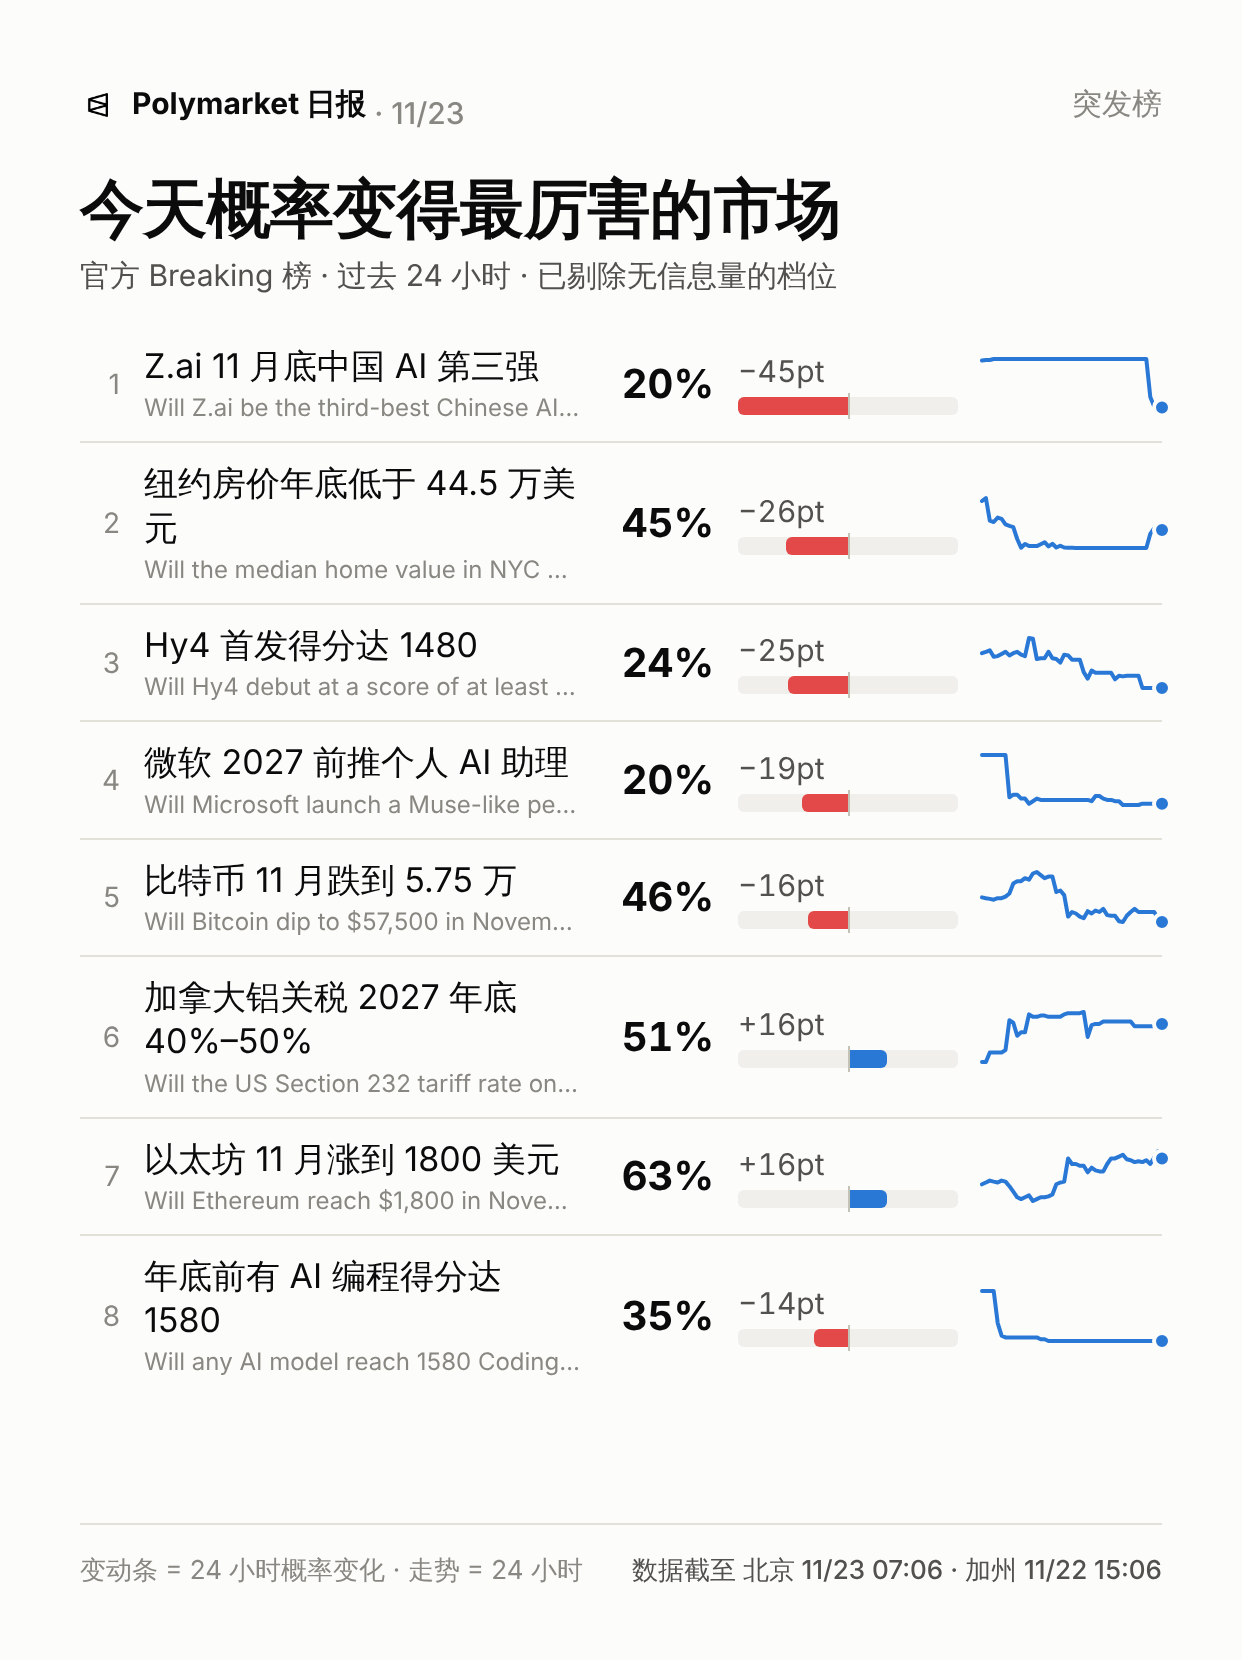 Polymarket 日报 · 11/23
突发榜
今天概率变得最厉害的市场
官方 Breaking 榜 · 过去 24 小时 · 已剔除无信息量的档位
1
Z.ai 11 月底中国 AI 第三强
Will Z.ai be the third-best Chinese AI...
20%
−45pt
2
纽约房价年底低于 44.5 万美
元
Will the median home value in NYC ...
45%
−26pt
3
Hy4 首发得分达 1480
Will Hy4 debut at a score of at least ...
24%
−25pt
4
微软 2027 前推个人 AI 助理
Will Microsoft launch a Muse-like pe...
20%
−19pt
5
比特币 11 月跌到 5.75 万
Will Bitcoin dip to $57,500 in Novem...
46%
−16pt
6
加拿大铝关税 2027 年底
40%–50%
Will the US Section 232 tariff rate on...
51%
+16pt
7
以太坊 11 月涨到 1800 美元
Will Ethereum reach $1,800 in Nove...
63%
+16pt
8
年底前有 AI 编程得分达
1580
Will any AI model reach 1580 Coding...
35%
−14pt
变动条 = 24 小时概率变化 · 走势 = 24 小时
数据截至 北京 11/23 07:06 · 加州 11/22 15:06